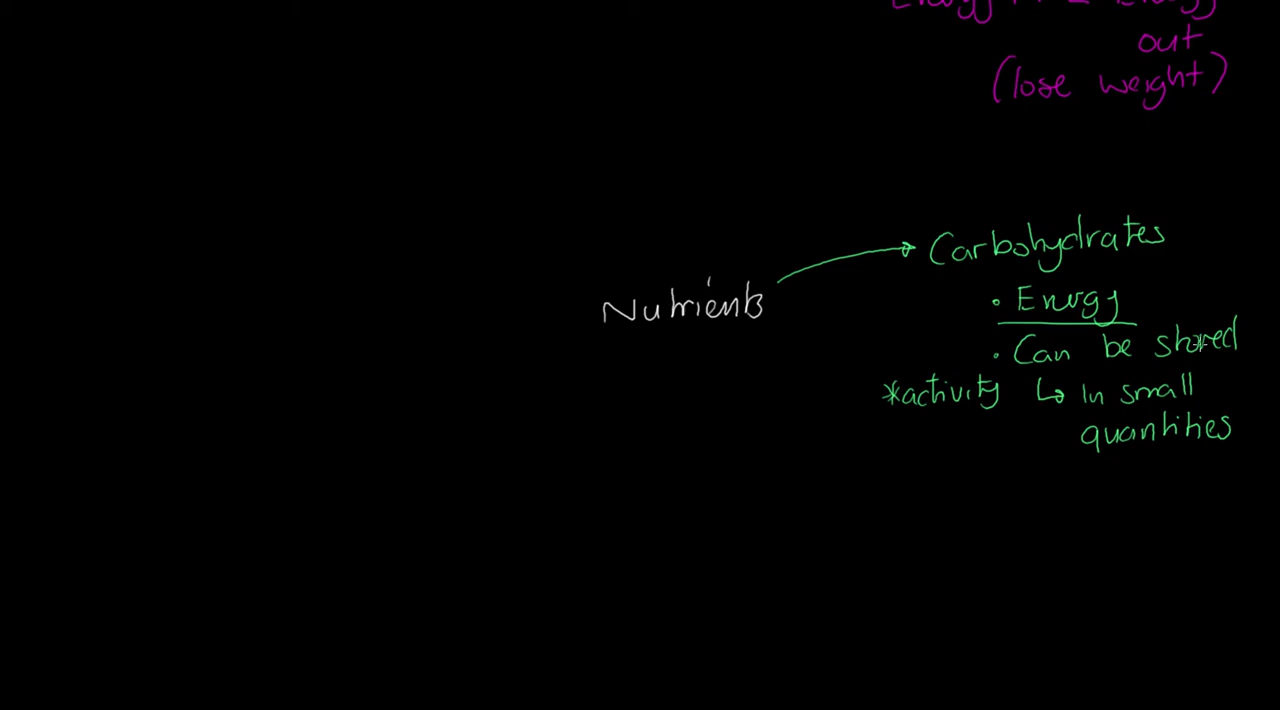 out
(lose weight)
Carbohydrates
Nutrients
• Energy
• Can be stored
*activity ↳ In small
quantities